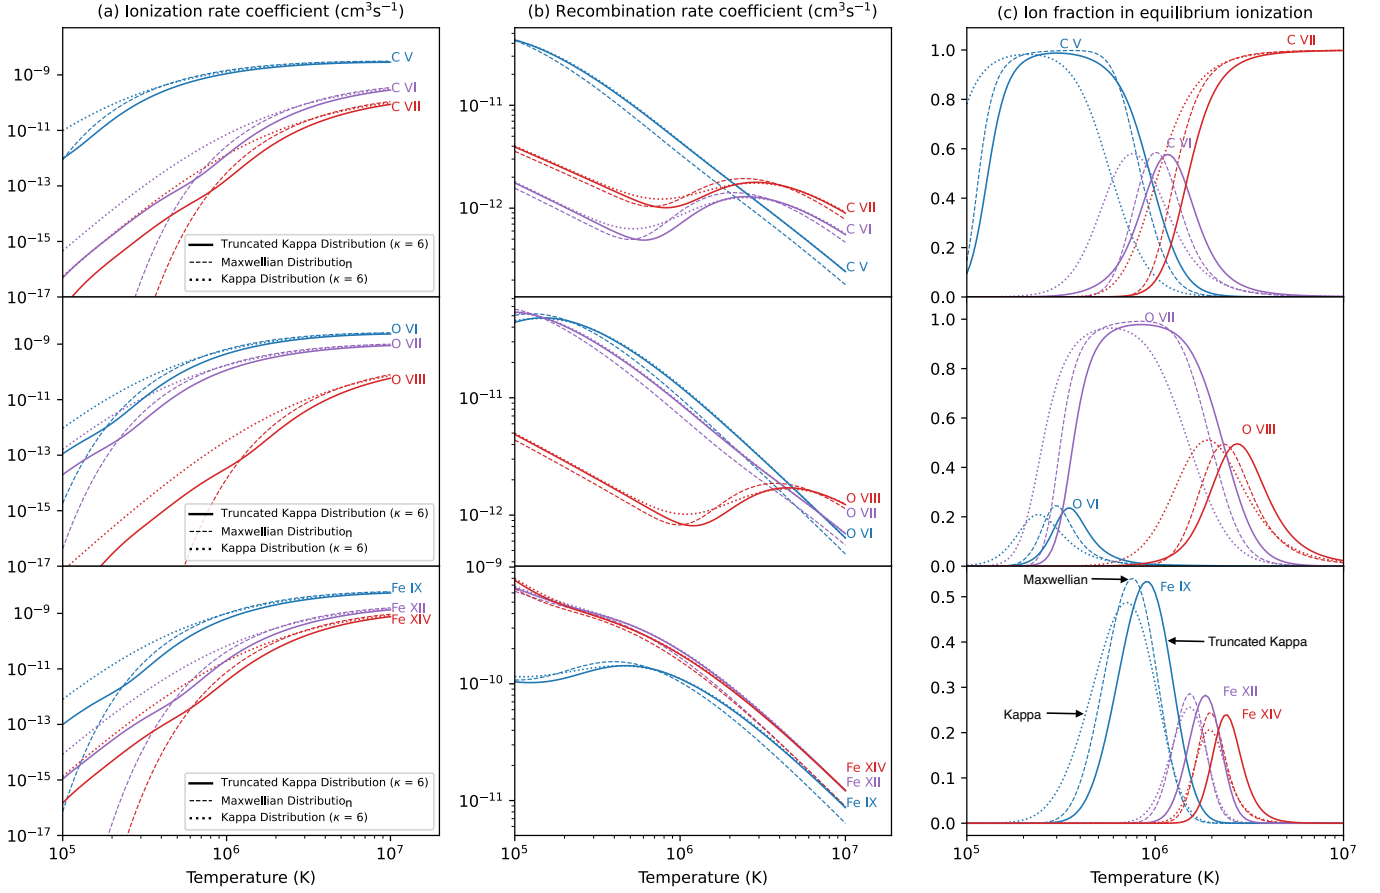 (a) Ionization rate coefficient (cm³s⁻¹)
(b) Recombination rate coefficient (cm³s⁻¹)
(c) Ion fraction in equilibrium ionization
10⁻⁹
10⁻¹¹
10⁻¹³
10⁻¹⁵
10⁻¹⁷
C V
C VI
C VII
Truncated Kappa Distribution (κ = 6)
Maxwellian Distribution
Kappa Distribution (κ = 6)
10⁻¹¹
10⁻¹²
C VII
C VI
C V
1.0
0.8
0.6
0.4
0.2
0.0
C V
C VII
C VI
10⁻⁹
10⁻¹¹
10⁻¹³
10⁻¹⁵
10⁻¹⁷
O VI
O VII
O VIII
Truncated Kappa Distribution (κ = 6)
Maxwellian Distribution
Kappa Distribution (κ = 6)
10⁻¹¹
10⁻¹²
O VIII
O VII
O VI
1.0
0.8
0.6
0.4
0.2
0.0
O VII
O VIII
O VI
10⁻⁹
10⁻¹¹
10⁻¹³
10⁻¹⁵
10⁻¹⁷
Fe IX
Fe XII
Fe XIV
Truncated Kappa Distribution (κ = 6)
Maxwellian Distribution
Kappa Distribution (κ = 6)
10⁵
10⁶
10⁷
Temperature (K)
10⁻⁹
10⁻¹⁰
10⁻¹¹
Fe XIV
Fe XII
Fe IX
10⁵
10⁶
10⁷
Temperature (K)
0.5
0.4
0.3
0.2
0.1
0.0
Maxwellian
Fe IX
Truncated Kappa
Kappa
Fe XII
Fe XIV
10⁵
10⁶
10⁷
Temperature (K)